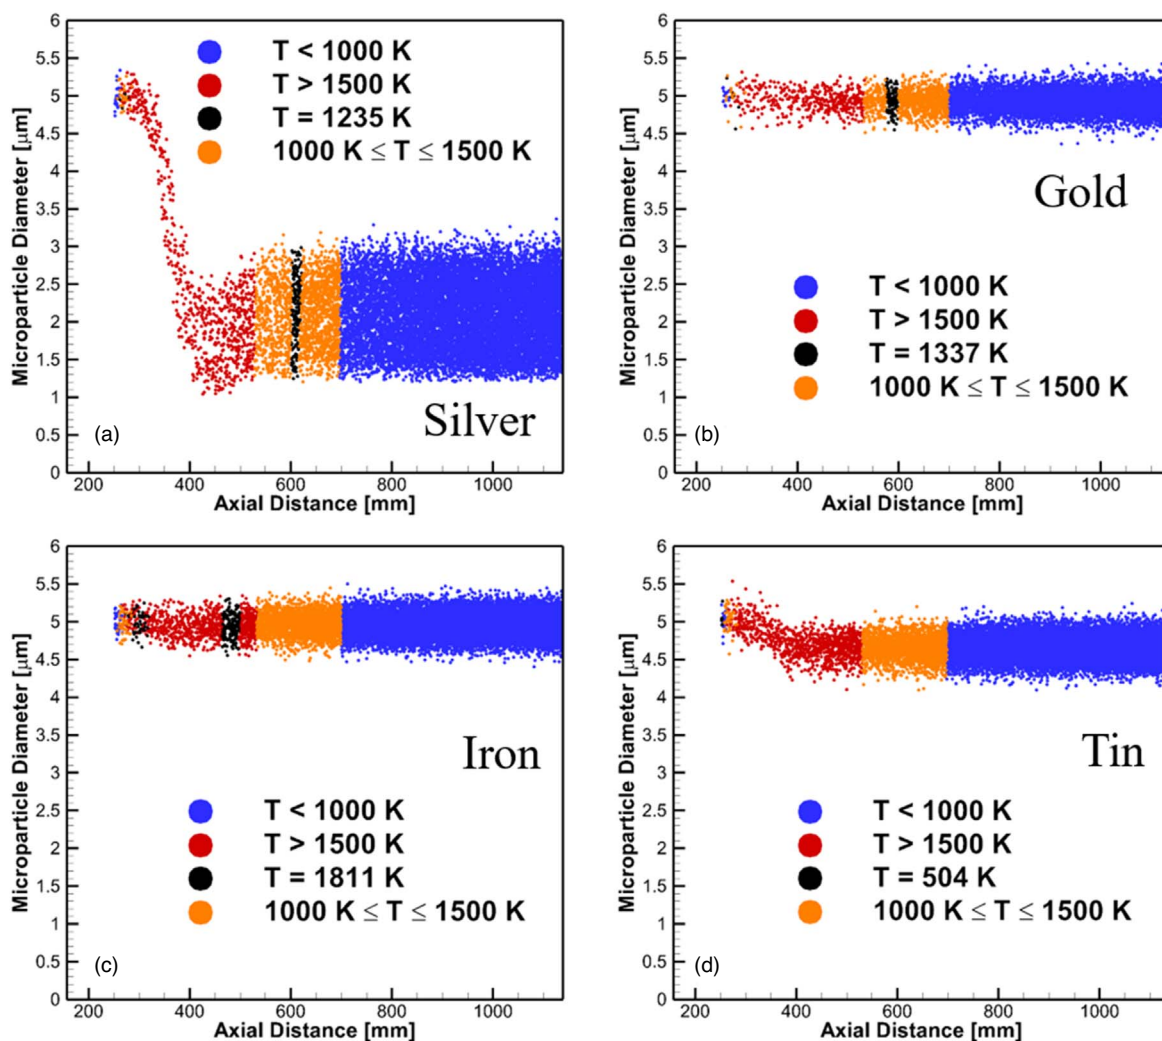 6
5.5
5
4.5
4
3.5
3
2.5
2
1.5
1
0.5
0
Microparticle Diameter [μm]
T < 1000 K
T > 1500 K
T = 1235 K
1000 K ≤ T ≤ 1500 K
Silver
(a)
200 400 600 800 1000
Axial Distance [mm]
6
5.5
5
4.5
4
3.5
3
2.5
2
1.5
1
0.5
0
Microparticle Diameter [μm]
Gold
T < 1000 K
T > 1500 K
T = 1337 K
1000 K ≤ T ≤ 1500 K
(b)
200 400 600 800 1000
Axial Distance [mm]
6
5.5
5
4.5
4
3.5
3
2.5
2
1.5
1
0.5
0
Microparticle Diameter [μm]
Iron
T < 1000 K
T > 1500 K
T = 1811 K
1000 K ≤ T ≤ 1500 K
(c)
200 400 600 800 1000
Axial Distance [mm]
6
5.5
5
4.5
4
3.5
3
2.5
2
1.5
1
0.5
0
Microparticle Diameter [μm]
Tin
T < 1000 K
T > 1500 K
T = 504 K
1000 K ≤ T ≤ 1500 K
(d)
200 400 600 800 1000
Axial Distance [mm]